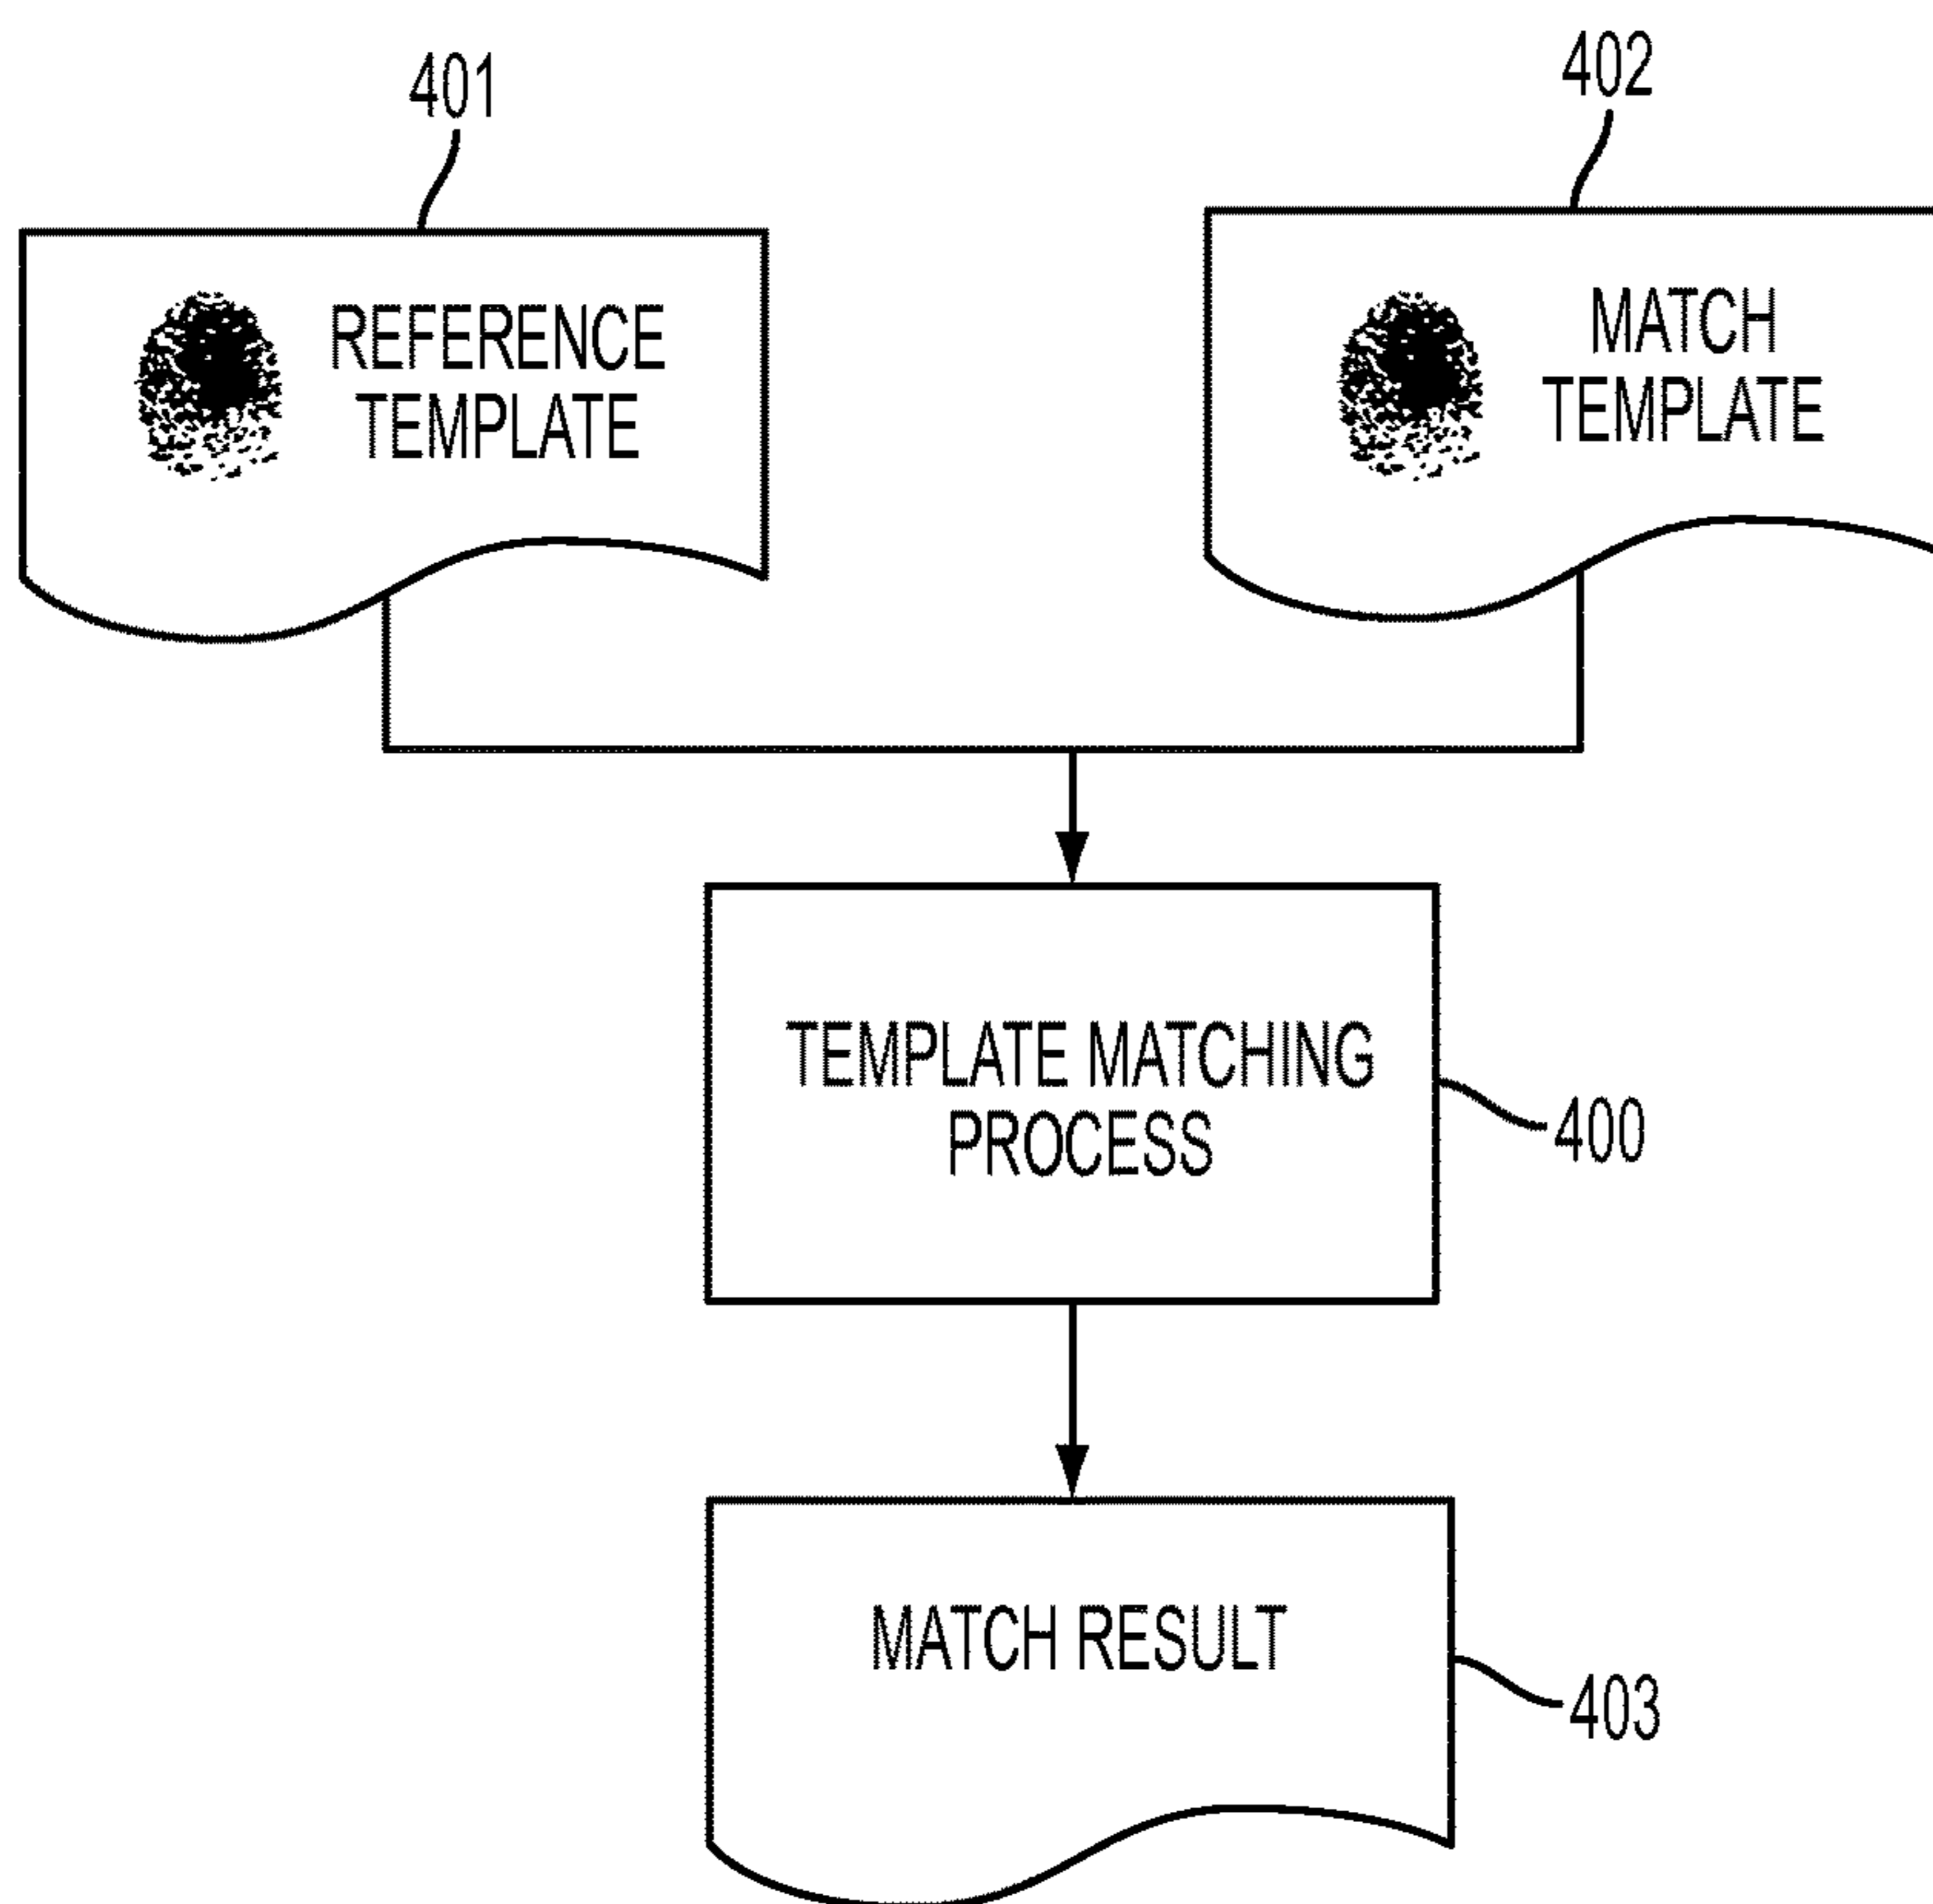 401
402
REFERENCE
TEMPLATE
MATCH
TEMPLATE
TEMPLATE MATCHING
PROCESS
400
MATCH RESULT
403